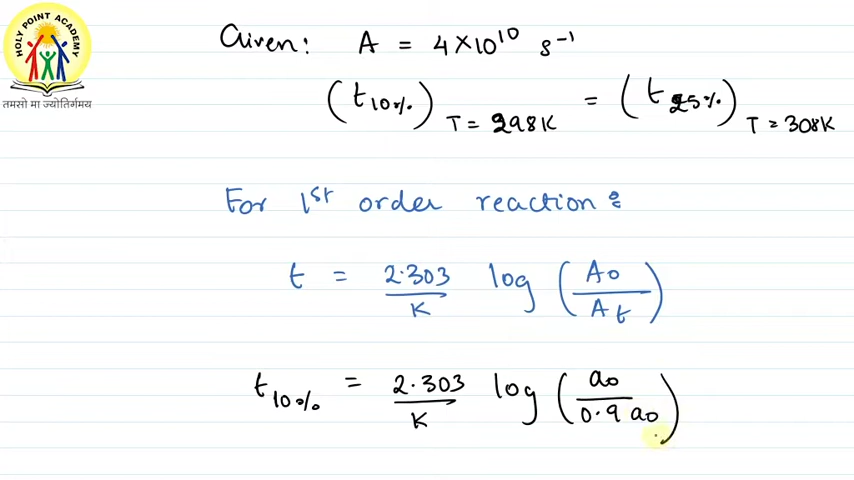 HOLY POINT ACADEMY
तमसो मा ज्योतिर्गमय
Given: A = 4×10¹⁰ s⁻¹
(t10%) T = 298K = (t25%) T = 308K
For 1st order reaction:
t = 2.303/K log (A0/At)
t10% = 2.303/K log (a0/0.9 a0)